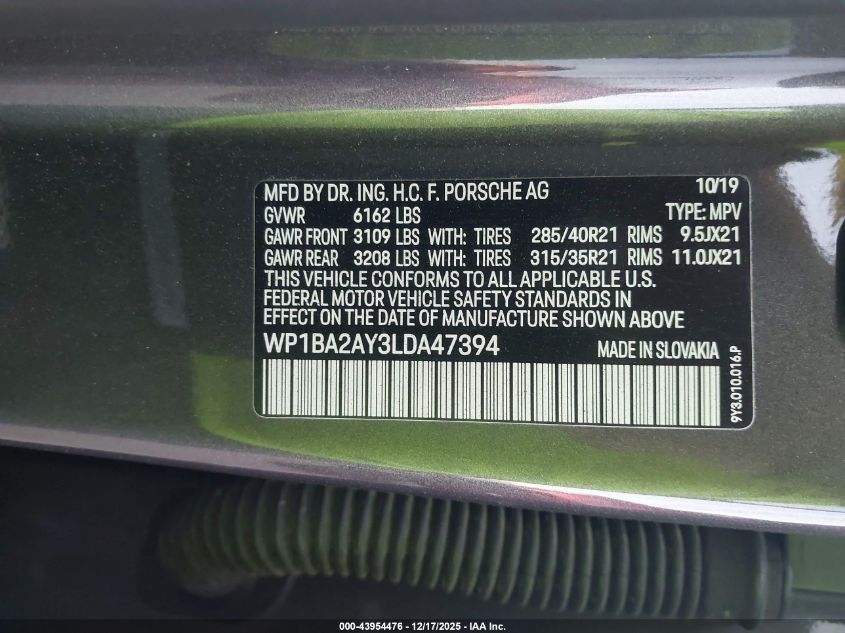 MFD BY DR. ING. H.C. F. PORSCHE AG 10/19
GVWR 6162 LBS TYPE: MPV
GAWR FRONT 3109 LBS WITH: TIRES 285/40R21 RIMS 9.5JX21
GAWR REAR 3208 LBS WITH: TIRES 315/35R21 RIMS 11.0JX21
THIS VEHICLE CONFORMS TO ALL APPLICABLE U.S.
FEDERAL MOTOR VEHICLE SAFETY STANDARDS IN
EFFECT ON THE DATE OF MANUFACTURE SHOWN ABOVE
WP1BA2AY3LDA47394 MADE IN SLOVAKIA
9Y3.010.016.P
000-43954476 - 12/17/2025 - IAA Inc.